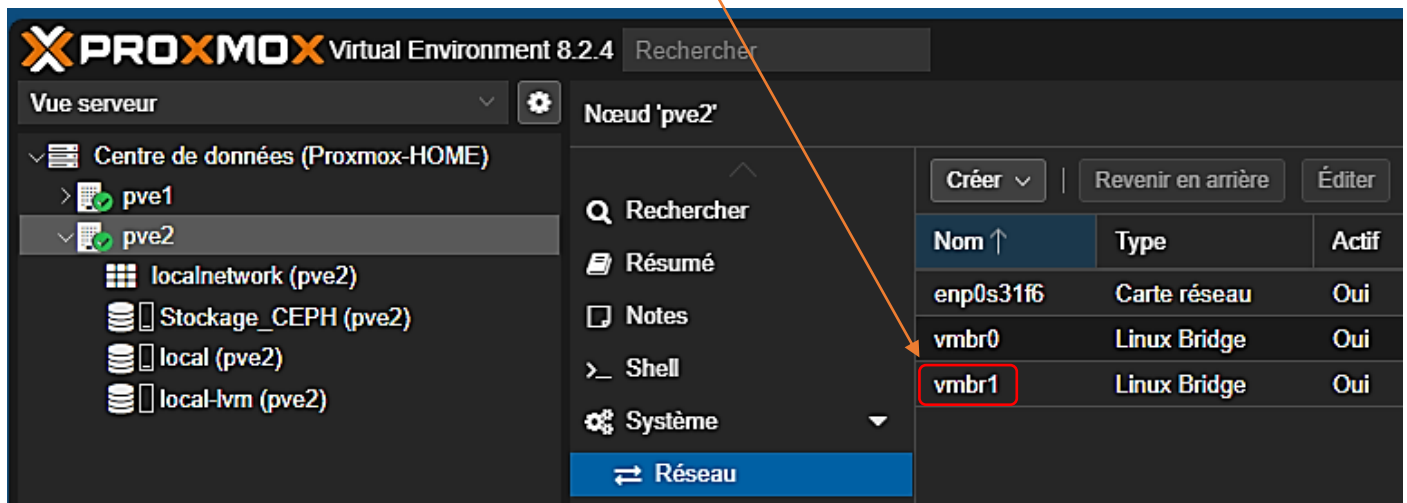 PROXMOX Virtual Environment 8.2.4 Rechercher
Vue serveur
Centre de données (Proxmox-HOME)
pve1
pve2
localnetwork (pve2)
Stockage_CEPH (pve2)
local (pve2)
local-lvm (pve2)
Nœud 'pve2'
Rechercher
Résumé
Notes
Shell
Système
Réseau
Créer Revenir en arrière Éditer
Nom Type Actif
enp0s31f6 Carte réseau Oui
vmbr0 Linux Bridge Oui
vmbr1 Linux Bridge Oui